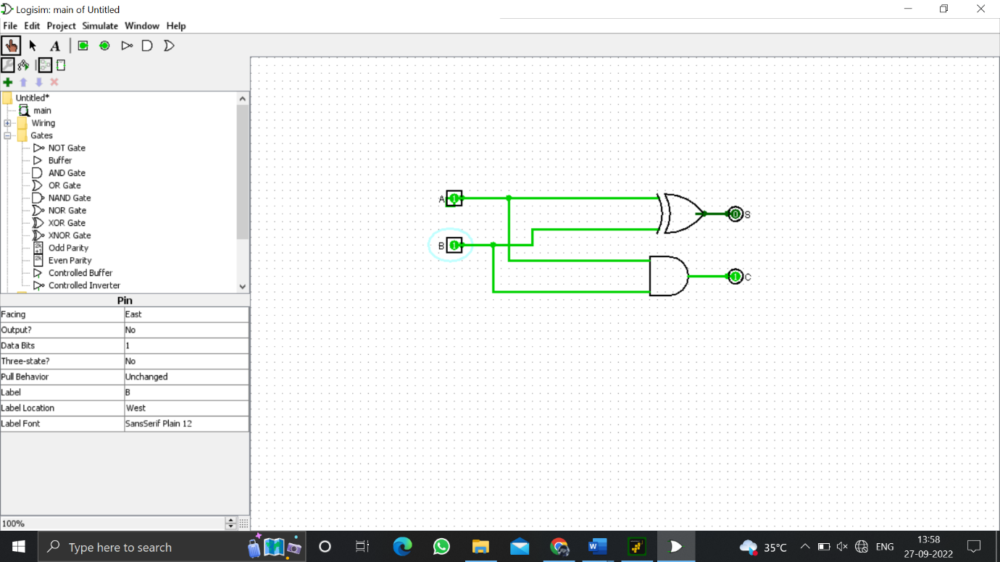 Logisim: main of Untitled
File Edit Project Simulate Window Help
A
Untitled*
main
Wiring
Gates
NOT Gate
Buffer
AND Gate
OR Gate
NAND Gate
NOR Gate
XOR Gate
XNOR Gate
Odd Parity
Even Parity
Controlled Buffer
Controlled Inverter
Pin
Facing East
Output? No
Data Bits 1
Three-state? No
Pull Behavior Unchanged
Label B
Label Location West
Label Font SansSerif Plain 12
100%
A 1
0 S
B 1
1 C
Type here to search
35°C
ENG
13:58
27-09-2022